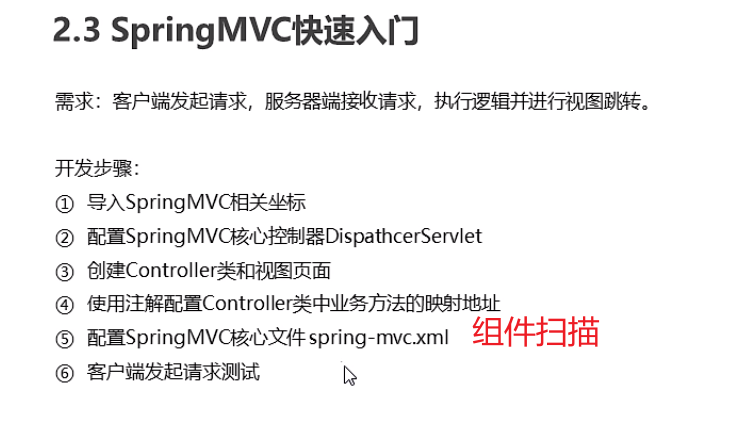 2.3 SpringMVC快速入门
需求：客户端发起请求，服务器端接收请求，执行逻辑并进行视图跳转。
开发步骤：
① 导入SpringMVC相关坐标
② 配置SpringMVC核心控制器DispathcerServlet
③ 创建Controller类和视图页面
④ 使用注解配置Controller类中业务方法的映射地址
⑤ 配置SpringMVC核心文件 spring-mvc.xml 组件扫描
⑥ 客户端发起请求测试